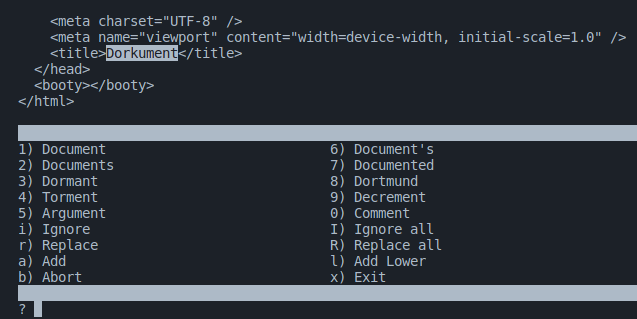 <meta charset="UTF-8" />
<meta name="viewport" content="width=device-width, initial-scale=1.0" />
<title>Dorkument</title>
</head>
<booty></booty>
</html>
1) Document 6) Document's
2) Documents 7) Documented
3) Dormant 8) Dortmund
4) Torment 9) Decrement
5) Argument 0) Comment
i) Ignore I) Ignore all
r) Replace R) Replace all
a) Add l) Add Lower
b) Abort x) Exit
?